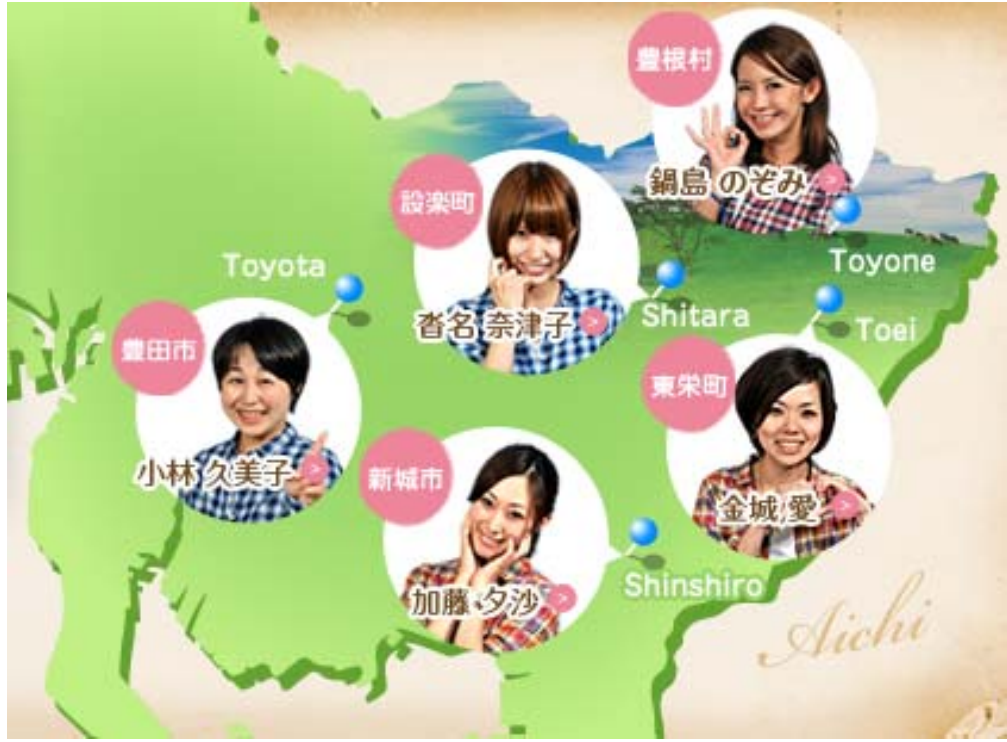 豊根村
鍋島 のぞみ
>
Toyone
設楽町
沓名 奈津子
>
Shitara
Toyota
豊田市
小林 久美子
>
Toei
東栄町
金城 愛
>
新城市
加藤 夕沙
>
Shinshiro
Aichi